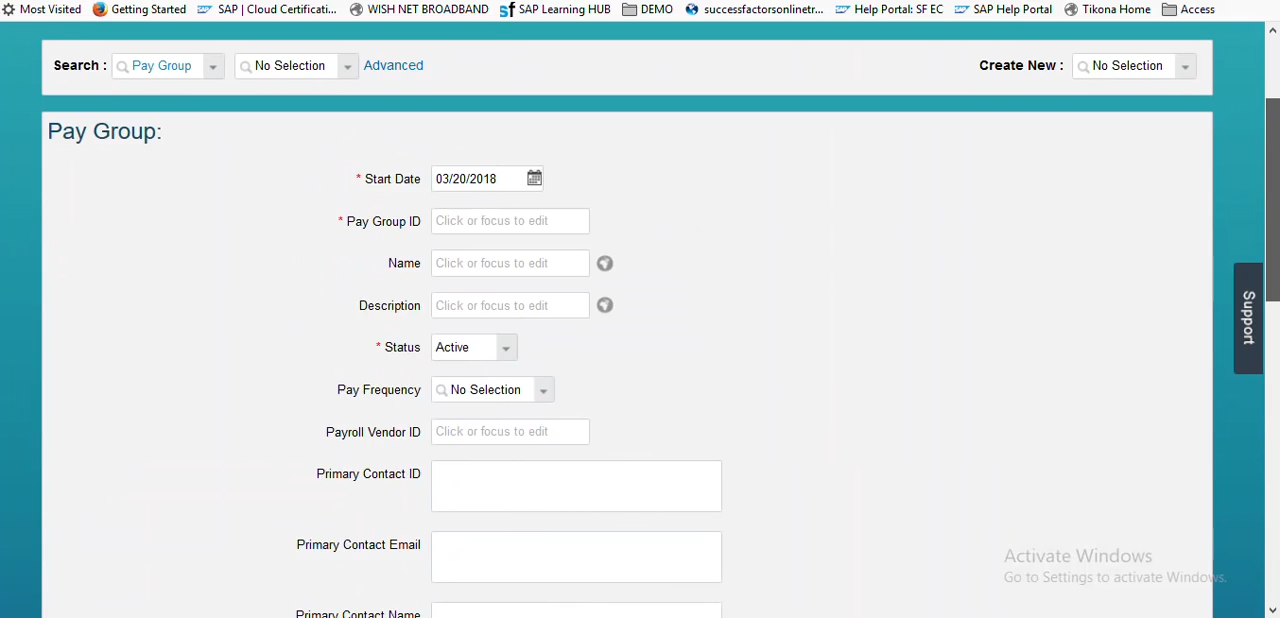 Most Visited Getting Started SAP | Cloud Certificati... WISH NET BROADBAND SAP Learning HUB DEMO successfactorsonlinetr... Help Portal: SF EC SAP Help Portal Tikona Home Access
Search : Pay Group No Selection Advanced Create New : No Selection
Pay Group:
* Start Date 03/20/2018
* Pay Group ID Click or focus to edit
Name Click or focus to edit
Description Click or focus to edit
* Status Active
Pay Frequency No Selection
Payroll Vendor ID Click or focus to edit
Primary Contact ID
Primary Contact Email
Primary Contact Name
Support
Activate Windows
Go to Settings to activate Windows.